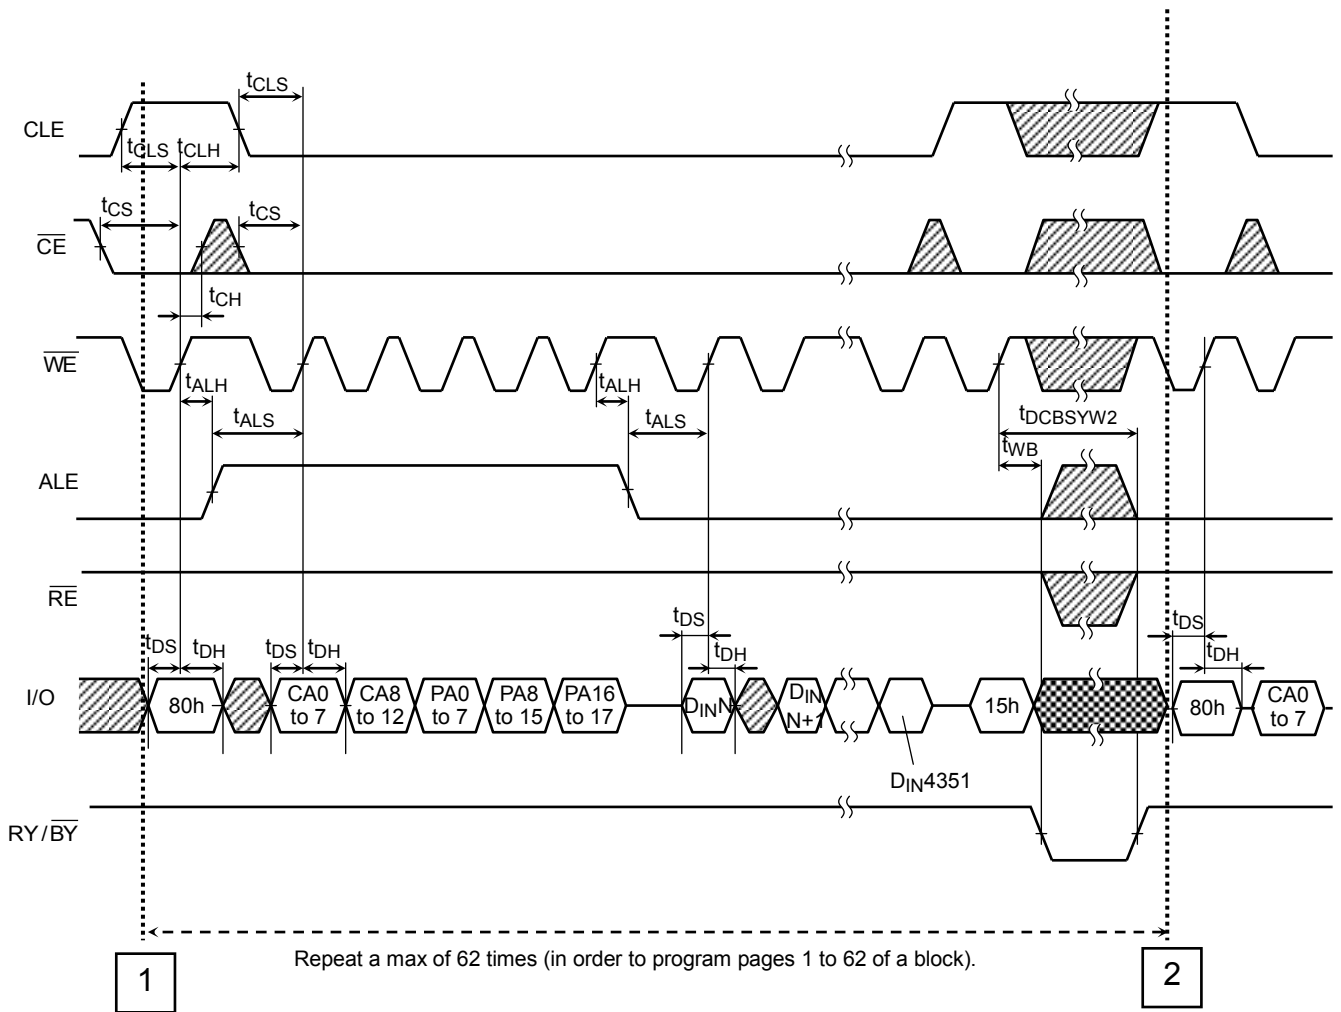 tCLS
CLE
tCLS tCLH
tCS tCS
CE
tCH
WE
tALH tALH
tALS tALS tDCBSYW2
tWB
ALE
RE
tDS tDH tDS tDH tDS tDH tDS tDH
I/O
80h
CA0
to 7
CA8
to 12
PA0
to 7
PA8
to 15
PA16
to 17
DINN
DIN
N+1
15h
80h
CA0
to 7
DIN4351
RY/BY
Repeat a max of 62 times (in order to program pages 1 to 62 of a block).
1
2